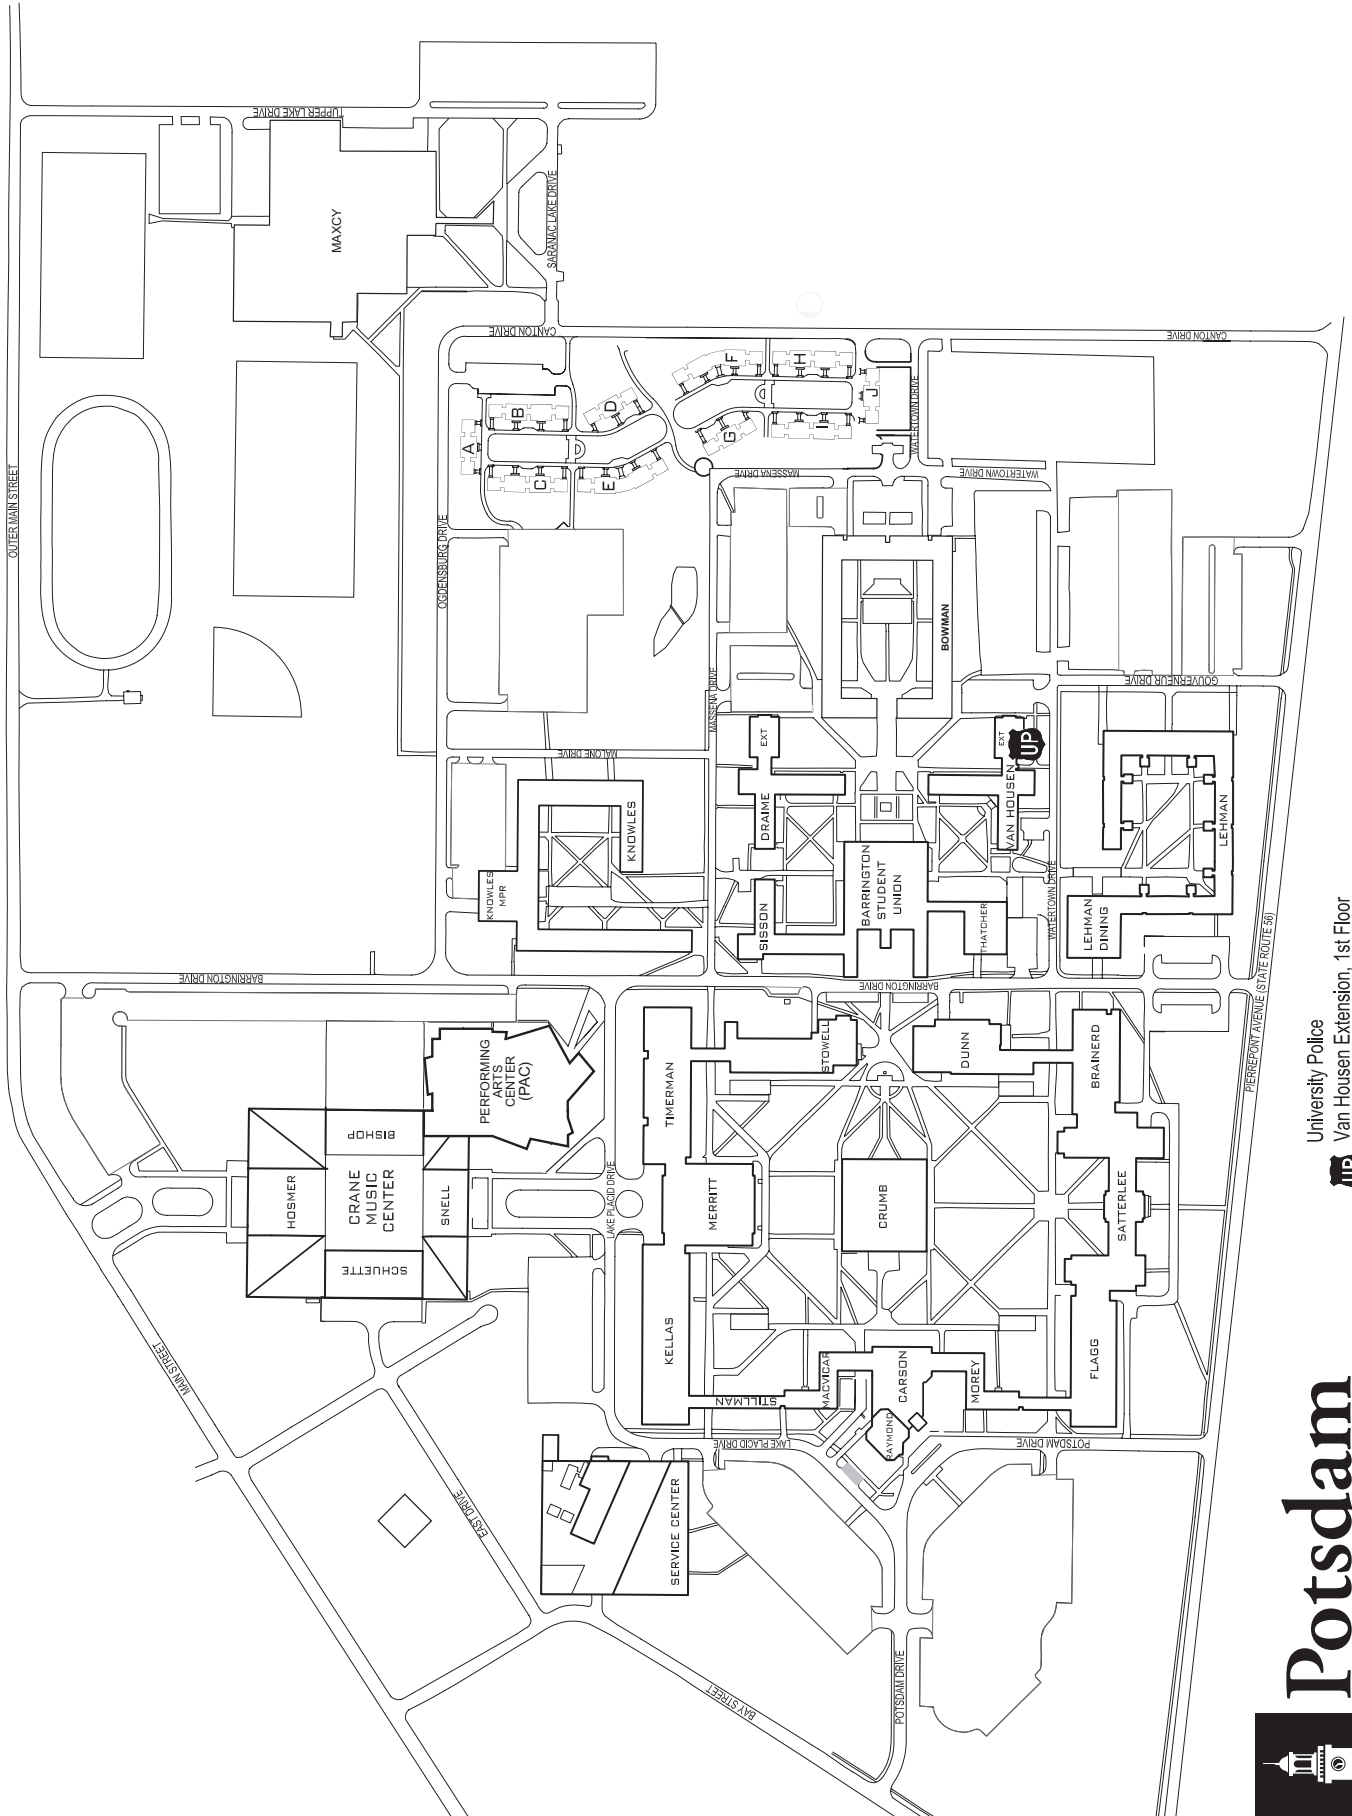 OUTER MAIN STREET
TUPPER LAKE DRIVE
MAXCY
SARANAC LAKE DRIVE
CANTON DRIVE
CANTON DRIVE
A
B
C
D
E
F
G
H
I
J
OGDENSBURG DRIVE
MASSENA DRIVE
WATERTOWN DRIVE
WATERTOWN DRIVE
BOWMAN
MASSENA DRIVE
GOUVERNEUR DRIVE
MALONE DRIVE
EXT
DRAIME
EXT
UP
VAN HOUSEN
KNOWLES
KNOWLES
MPR
LEHMAN
LEHMAN
DINING
WATERTOWN DRIVE
SISSON
BARRINGTON
STUDENT
UNION
THATCHER
BARRINGTON DRIVE
BARRINGTON DRIVE
PIERREPONT AVENUE (STATE ROUTE 56)
PERFORMING
ARTS
CENTER
(PAC)
TIMERMAN
STOWELL
DUNN
BRAINERD
BISHOP
HOSMER
CRANE
MUSIC
CENTER
SNELL
SCHUETTE
LAKE PLACID DRIVE
MERRITT
CRUMB
SATTERLEE
KELLAS
STILLMAN
MACVICAR
CARSON
RAYMOND
MOREY
FLAGG
MAIN STREET
LAKE PLACID DRIVE
POTSDAM DRIVE
EAST DRIVE
SERVICE CENTER
BAY STREET
POTSDAM DRIVE
University Police
Van Housen Extension, 1st Floor
UP
Potsdam